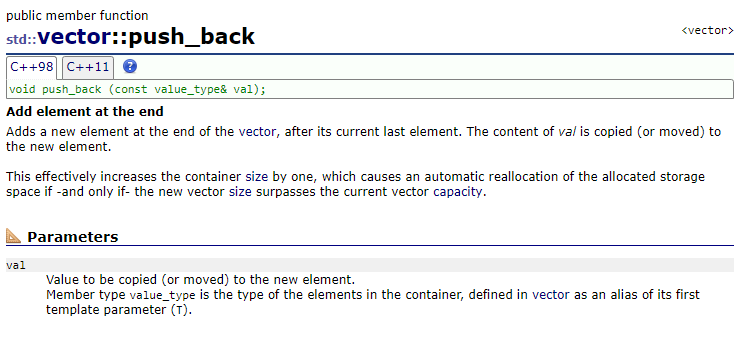 public member function
std::vector::push_back
<vector>
C++98 C++11 ?
void push_back (const value_type& val);
Add element at the end
Adds a new element at the end of the vector, after its current last element. The content of val is copied (or moved) to
the new element.
This effectively increases the container size by one, which causes an automatic reallocation of the allocated storage
space if -and only if- the new vector size surpasses the current vector capacity.
Parameters
val
Value to be copied (or moved) to the new element.
Member type value_type is the type of the elements in the container, defined in vector as an alias of its first
template parameter (T).